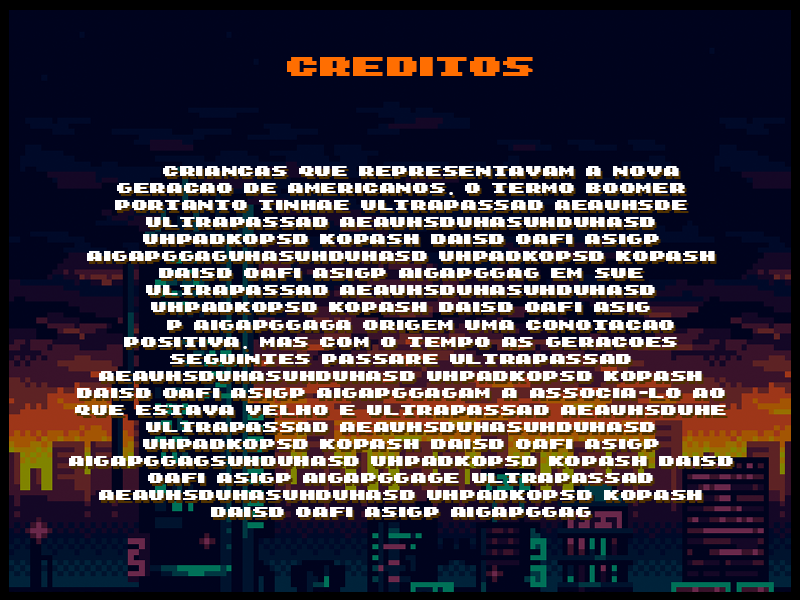 CREDITOS
CRIANCAS QUE REPRESENTAVAM A NOVA
GERACAO DE AMERICANOS. O TERMO BOOMER
PORTANTO TINHAE ULTRAPASSAD AEAUHSDE
ULTRAPASSAD AEAUHSDUHASUHDUHASD
UHPADKOPSD KOPASH DAISD OAFI ASIGP
AIGAPGGAGUHASUHDUHASD UHPADKOPSD KOPASH
DAISD OAFI ASIGP AIGAPGGAG EM SUE
ULTRAPASSAD AEAUHSDUHASUHDUHASD
UHPADKOPSD KOPASH DAISD OAFI ASIG
P AIGAPGGAGA ORIGEM UMA CONOTACAO
POSITIVA. MAS COM O TEMPO AS GERACOES
SEGUINTES PASSARE ULTRAPASSAD
AEAUHSDUHASUHDUHASD UHPADKOPSD KOPASH
DAISD OAFI ASIGP AIGAPGGAGAM A ASSOCIA-LO AO
QUE ESTAVA VELHO E ULTRAPASSAD AEAUHSDUHE
ULTRAPASSAD AEAUHSDUHASUHDUHASD
UHPADKOPSD KOPASH DAISD OAFI ASIGP
AIGAPGGAGSUHDUHASD UHPADKOPSD KOPASH DAISD
OAFI ASIGP AIGAPGGAGE ULTRAPASSAD
AEAUHSDUHASUHDUHASD UHPADKOPSD KOPASH
DAISD OAFI ASIGP AIGAPGGAG